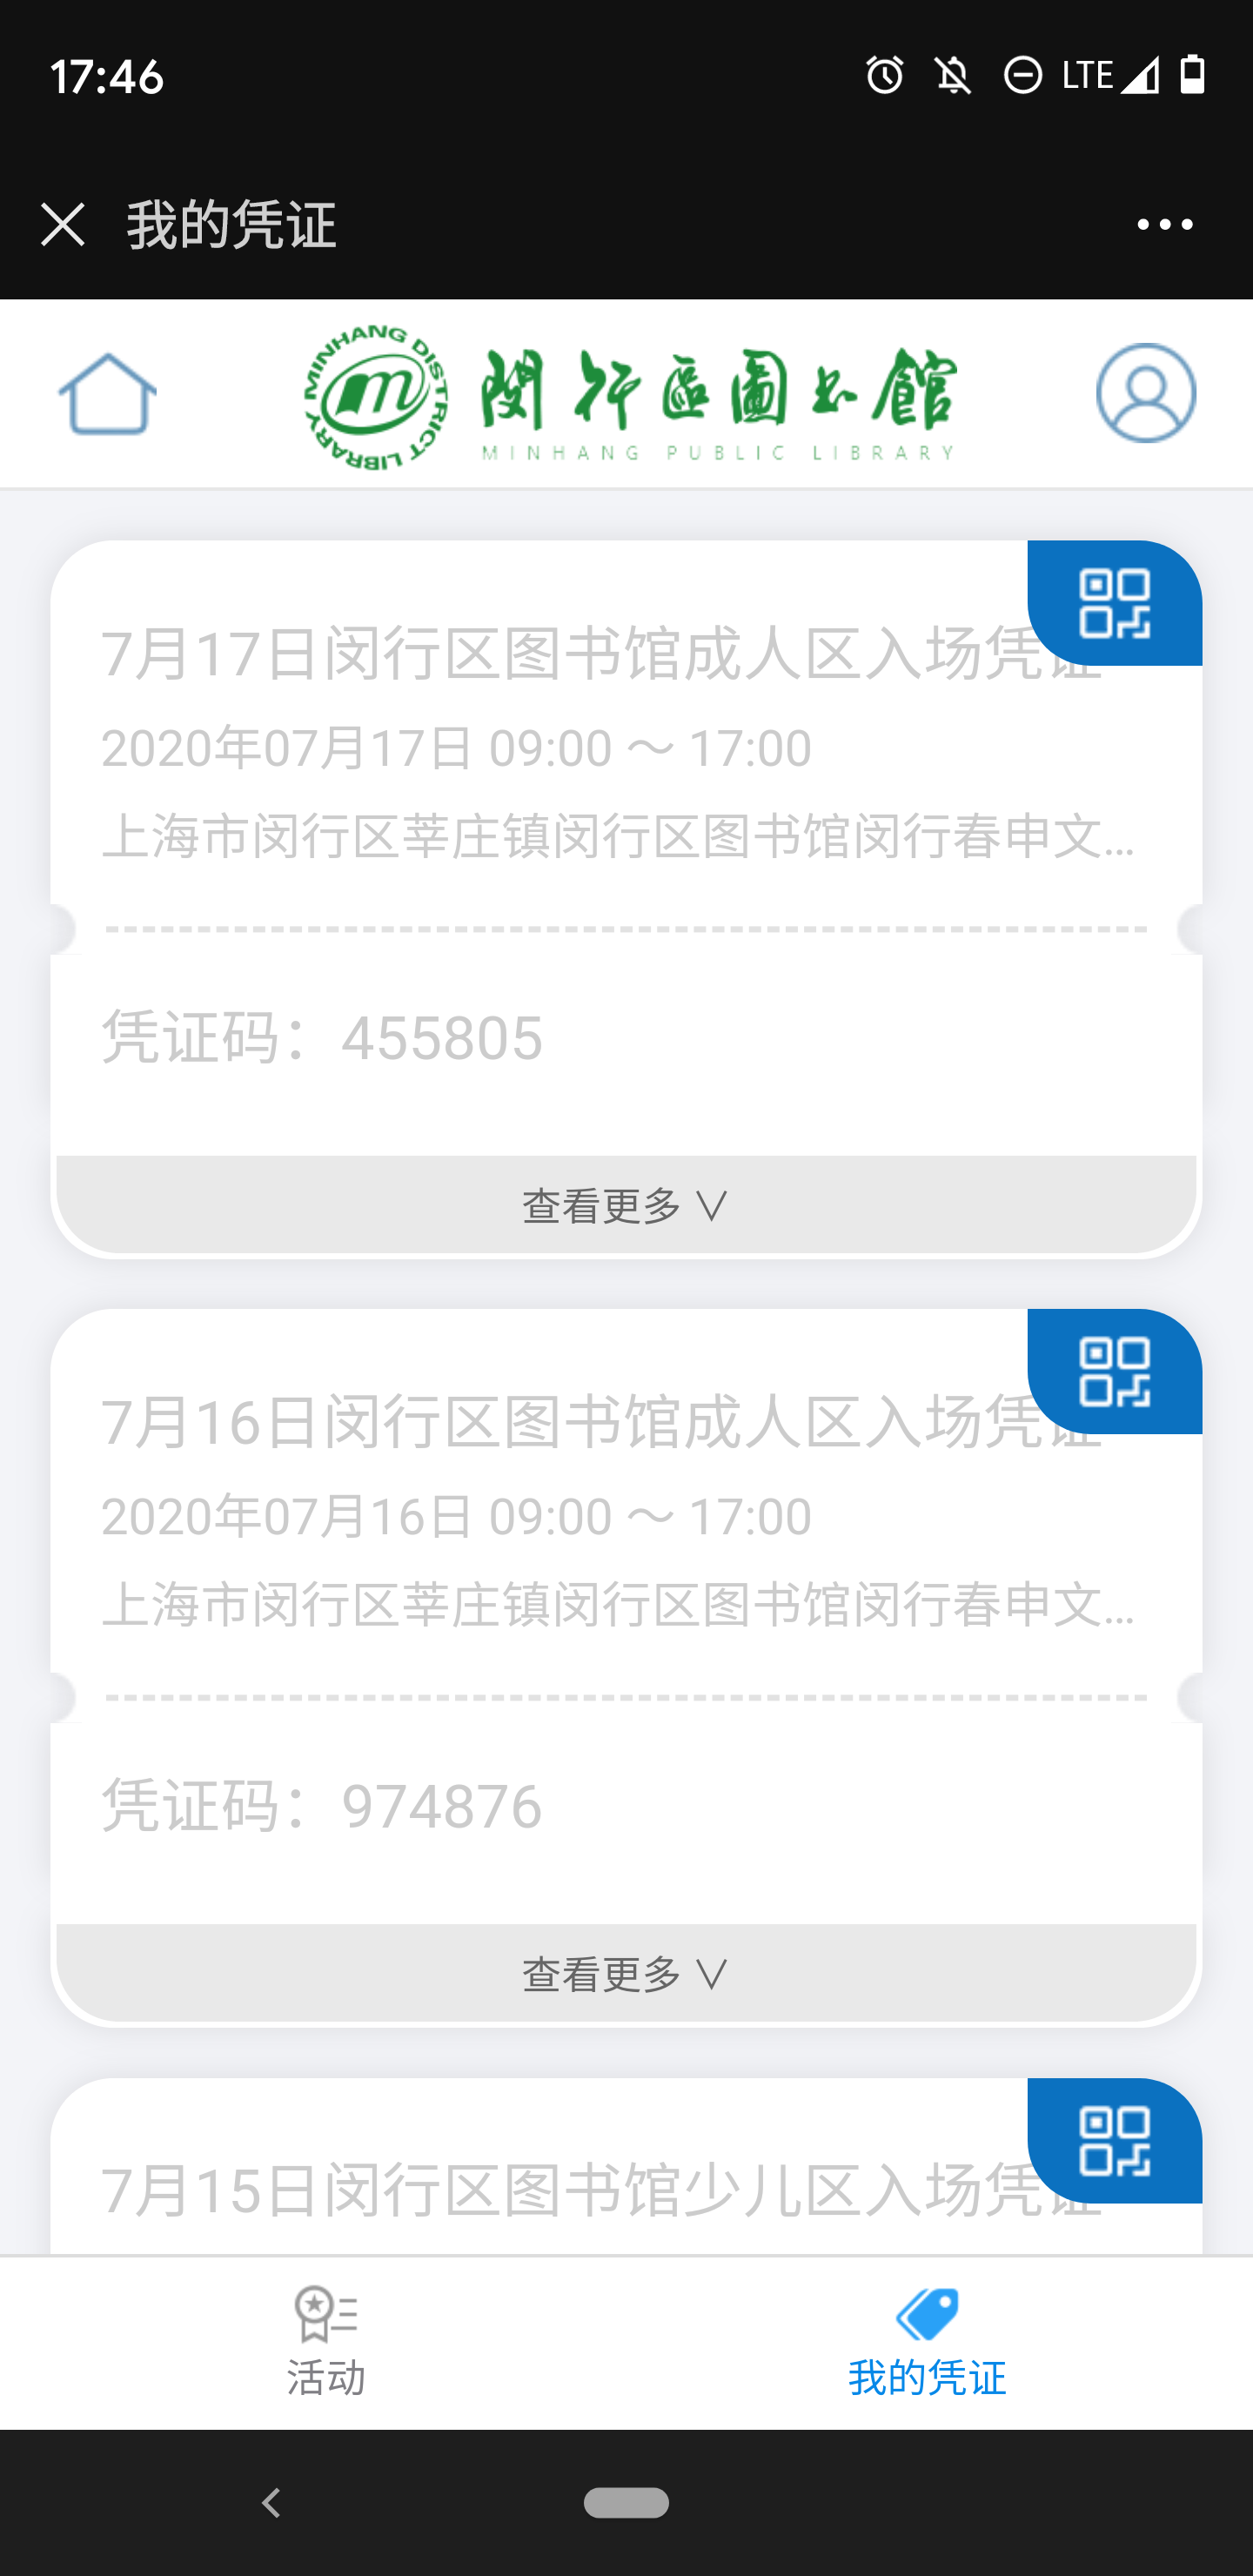 17:46
LTE
我的凭证
MINHANG DISTRICT LIBRARY
閔行區圖書館
MINHANG PUBLIC LIBRARY
7月17日闵行区图书馆成人区入场凭证
2020年07月17日 09:00 ～ 17:00
上海市闵行区莘庄镇闵行区图书馆闵行春申文...
凭证码：455805
查看更多 ∨
7月16日闵行区图书馆成人区入场凭证
2020年07月16日 09:00 ～ 17:00
上海市闵行区莘庄镇闵行区图书馆闵行春申文...
凭证码：974876
查看更多 ∨
7月15日闵行区图书馆少儿区入场凭证
活动
我的凭证